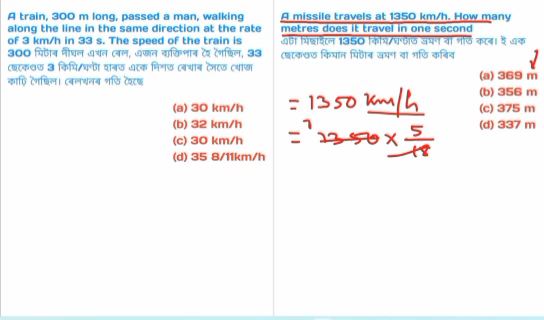 A train, 300 m long, passed a man, walking
along the line in the same direction at the rate
of 3 km/h in 33 s. The speed of the train is
300 মিটাৰ দীঘল এখন ৰেল, এজন ব্যক্তিপাৰ হৈ গৈছিল, 33
ছেকেণ্ডত 3 কিমি/ঘণ্টা হাৰত একে দিশত ৰেখাৰ সৈতে খোজ
কাঢ়ি গৈছিল। ৰেলখনৰ গতি হৈছে
(a) 30 km/h
(b) 32 km/h
(c) 30 km/h
(d) 35 8/11km/h
A missile travels at 1350 km/h. How many
metres does it travel in one second
এটা মিছাইলে 1350 কিমি/ঘণ্টাত ভ্ৰমণ বা গতি কৰে। ই এক
ছেকেণ্ডত কিমান মিটাৰ ভ্ৰমণ বা গতি কৰিব
(a) 369 m
(b) 356 m
(c) 375 m
(d) 337 m
= 1350 km/h
= 1350 × 5/18